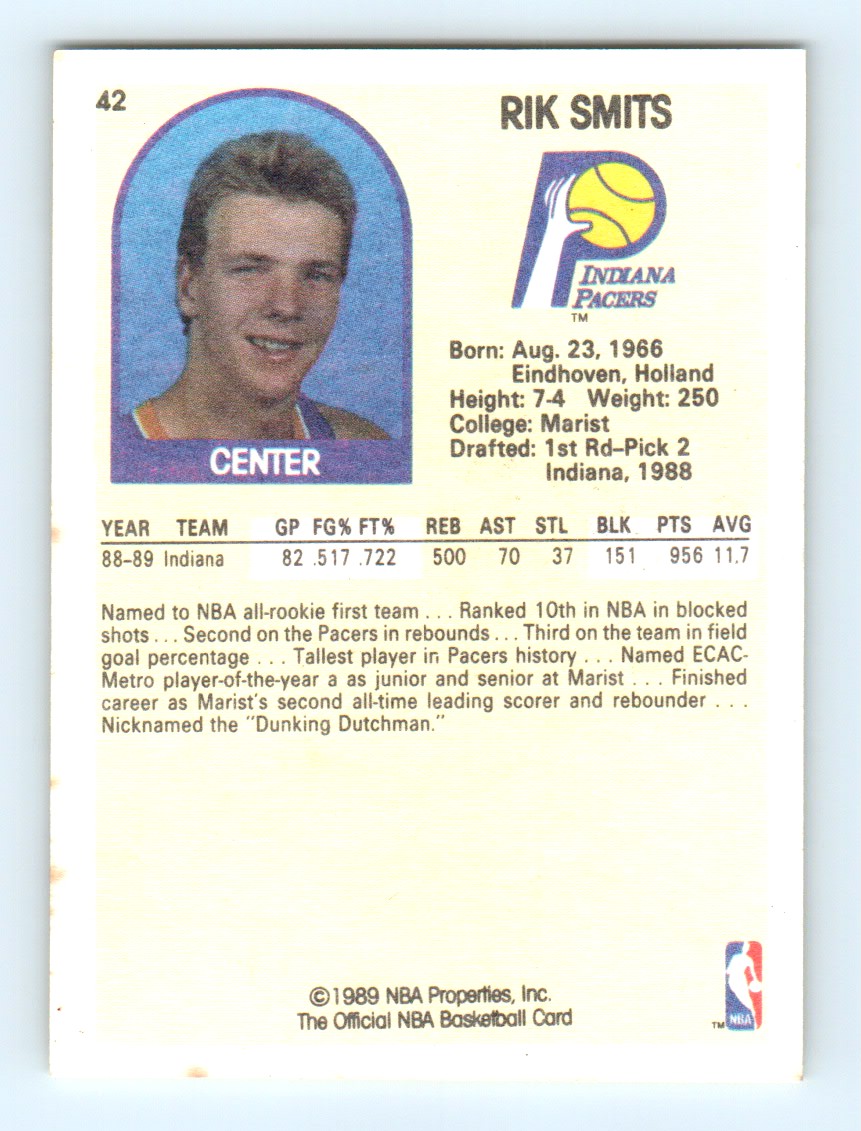 42
RIK SMITS
INDIANA
PACERS
TM
Born: Aug. 23, 1966
Eindhoven, Holland
Height: 7-4 Weight: 250
College: Marist
Drafted: 1st Rd–Pick 2
Indiana, 1988
CENTER
YEAR TEAM GP FG% FT% REB AST STL BLK PTS AVG
88–89 Indiana 82 .517 .722 500 70 37 151 956 11.7
Named to NBA all-rookie first team . . . Ranked 10th in NBA in blocked
shots . . . Second on the Pacers in rebounds . . . Third on the team in field
goal percentage . . . Tallest player in Pacers history . . . Named ECAC-
Metro player-of-the-year a as junior and senior at Marist . . . Finished
career as Marist's second all-time leading scorer and rebounder . . .
Nicknamed the "Dunking Dutchman."
©1989 NBA Properties, Inc.
The Official NBA Basketball Card
TM NBA